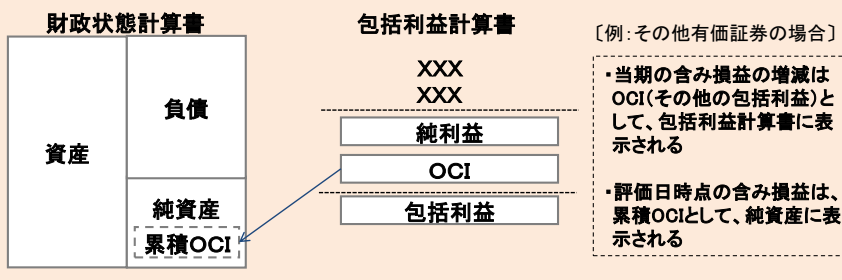 財政状態計算書
資産
負債
純資産
累積OCI
包括利益計算書
XXX
XXX
純利益
OCI
包括利益
〔例:その他有価証券の場合〕
・当期の含み損益の増減は
OCI(その他の包括利益)と
して、包括利益計算書に表
示される
・評価日時点の含み損益は、
累積OCIとして、純資産に表
示される